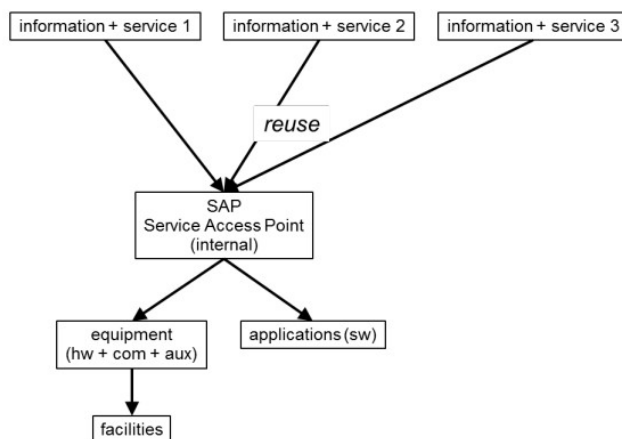 information + service 1
information + service 2
information + service 3
reuse
SAP
Service Access Point
(internal)
equipment
(hw + com + aux)
applications (sw)
facilities